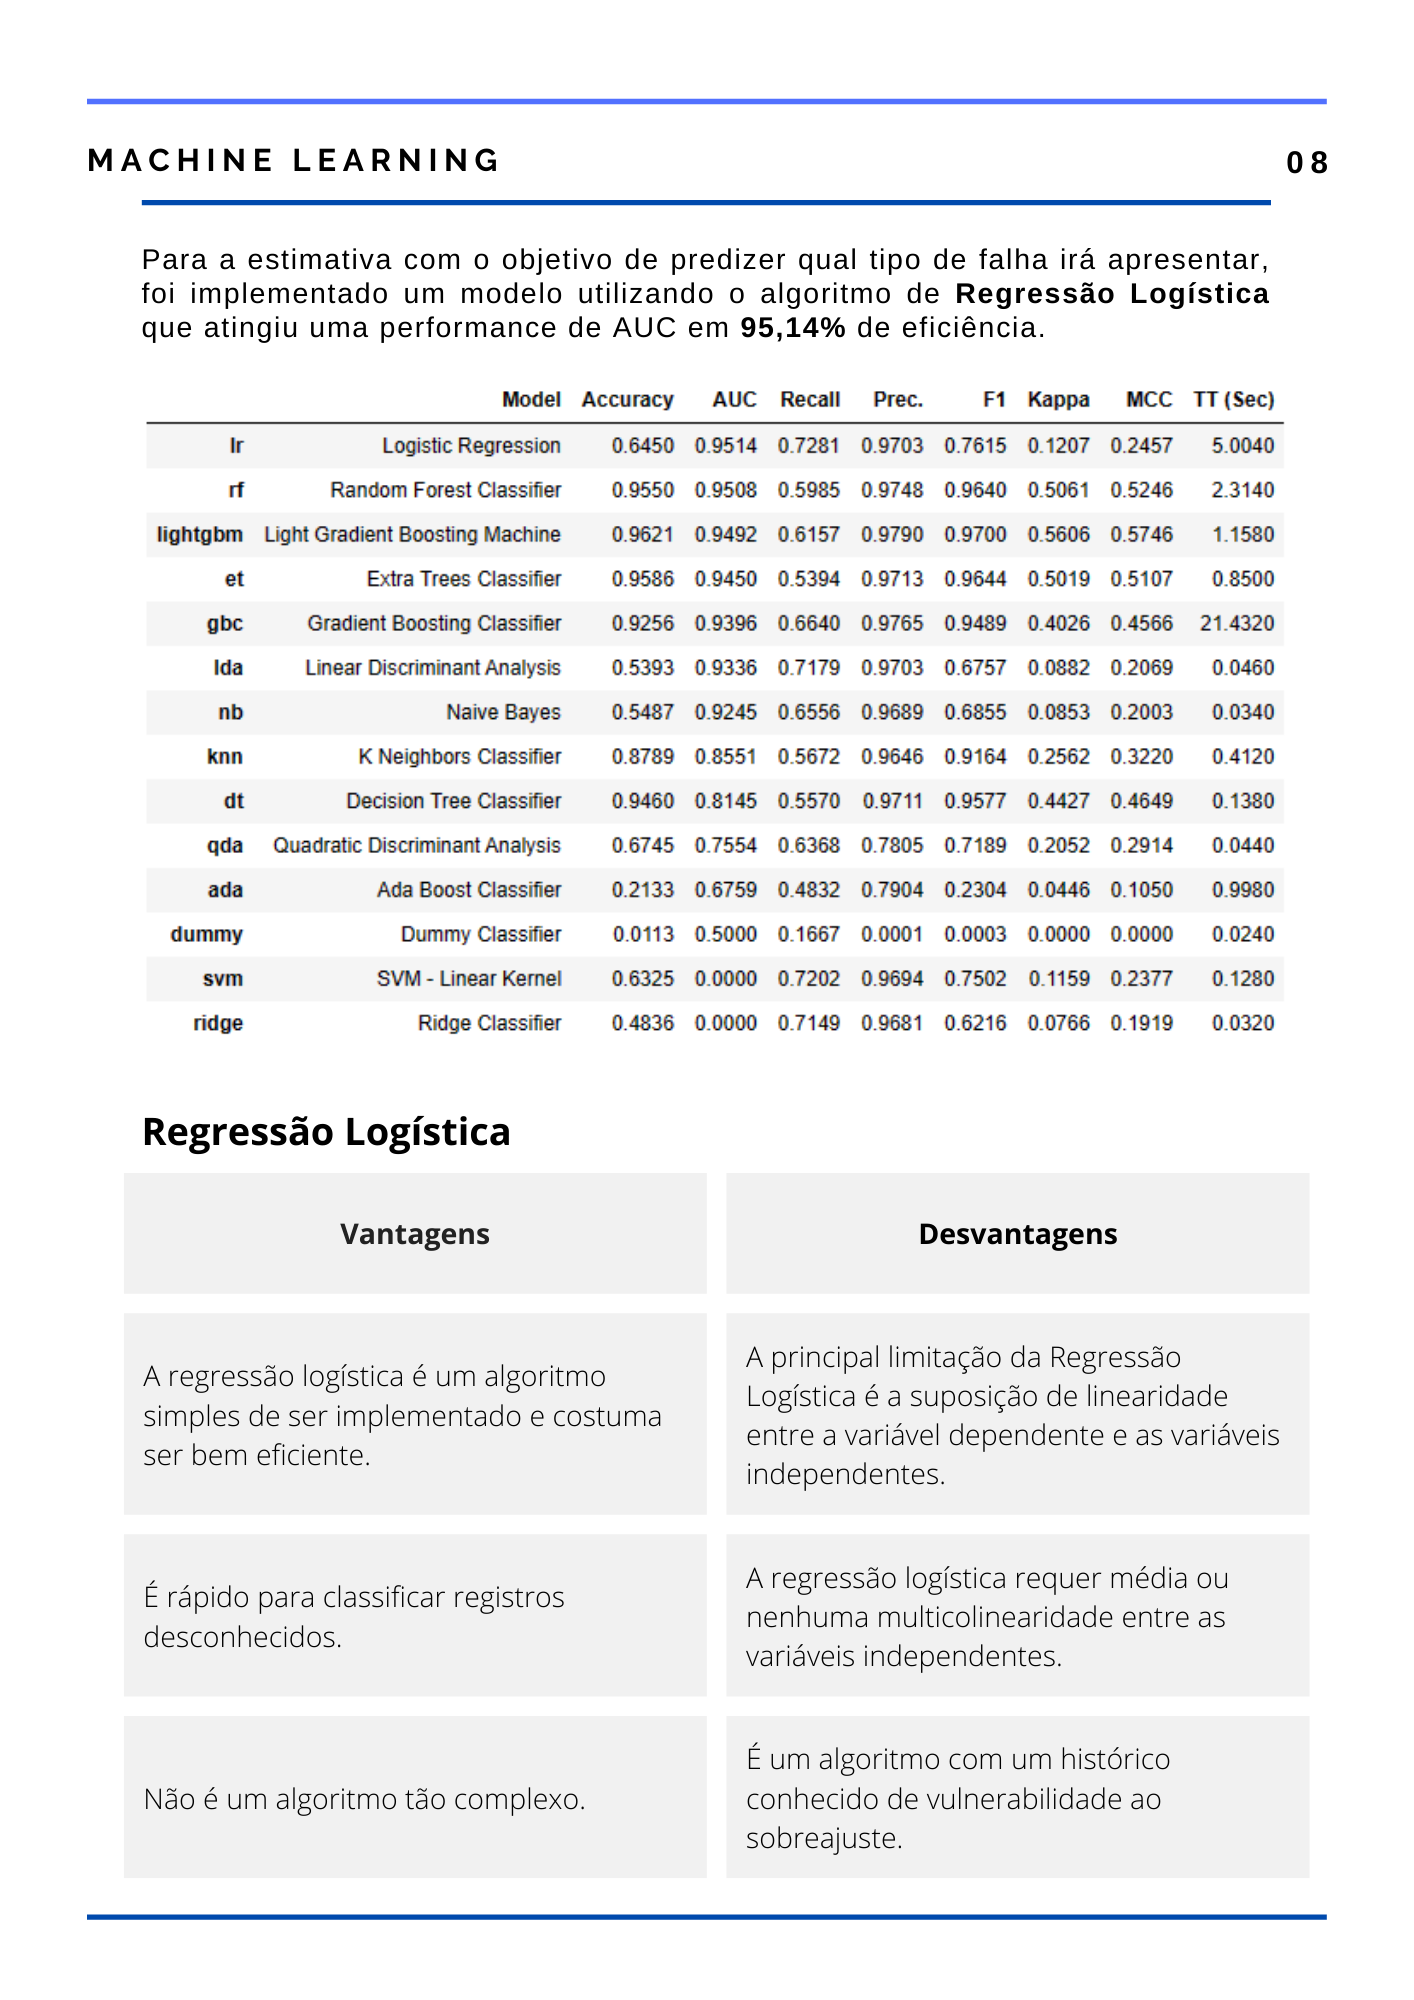 MACHINE LEARNING
08
Para a estimativa com o objetivo de predizer qual tipo de falha irá apresentar,
foi implementado um modelo utilizando o algoritmo de Regressão Logística
que atingiu uma performance de AUC em 95,14% de eficiência.
Model Accuracy AUC Recall Prec. F1 Kappa MCC TT (Sec)
lr Logistic Regression 0.6450 0.9514 0.7281 0.9703 0.7615 0.1207 0.2457 5.0040
rf Random Forest Classifier 0.9550 0.9508 0.5985 0.9748 0.9640 0.5061 0.5246 2.3140
lightgbm Light Gradient Boosting Machine 0.9621 0.9492 0.6157 0.9790 0.9700 0.5606 0.5746 1.1580
et Extra Trees Classifier 0.9586 0.9450 0.5394 0.9713 0.9644 0.5019 0.5107 0.8500
gbc Gradient Boosting Classifier 0.9256 0.9396 0.6640 0.9765 0.9489 0.4026 0.4566 21.4320
lda Linear Discriminant Analysis 0.5393 0.9336 0.7179 0.9703 0.6757 0.0882 0.2069 0.0460
nb Naive Bayes 0.5487 0.9245 0.6556 0.9689 0.6855 0.0853 0.2003 0.0340
knn K Neighbors Classifier 0.8789 0.8551 0.5672 0.9646 0.9164 0.2562 0.3220 0.4120
dt Decision Tree Classifier 0.9460 0.8145 0.5570 0.9711 0.9577 0.4427 0.4649 0.1380
qda Quadratic Discriminant Analysis 0.6745 0.7554 0.6368 0.7805 0.7189 0.2052 0.2914 0.0440
ada Ada Boost Classifier 0.2133 0.6759 0.4832 0.7904 0.2304 0.0446 0.1050 0.9980
dummy Dummy Classifier 0.0113 0.5000 0.1667 0.0001 0.0003 0.0000 0.0000 0.0240
svm SVM - Linear Kernel 0.6325 0.0000 0.7202 0.9694 0.7502 0.1159 0.2377 0.1280
ridge Ridge Classifier 0.4836 0.0000 0.7149 0.9681 0.6216 0.0766 0.1919 0.0320
Regressão Logística
Vantagens
Desvantagens
A regressão logística é um algoritmo
simples de ser implementado e costuma
ser bem eficiente.
A principal limitação da Regressão
Logística é a suposição de linearidade
entre a variável dependente e as variáveis
independentes.
É rápido para classificar registros
desconhecidos.
A regressão logística requer média ou
nenhuma multicolinearidade entre as
variáveis independentes.
Não é um algoritmo tão complexo.
É um algoritmo com um histórico
conhecido de vulnerabilidade ao
sobreajuste.